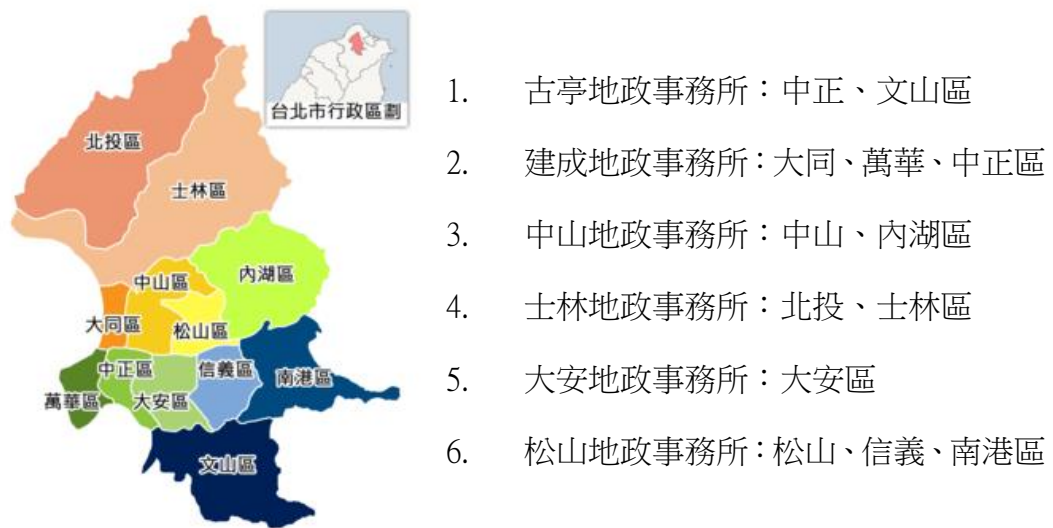 台北市行政區劃
北投區
士林區
內湖區
中山區
大同區
松山區
中正區
信義區
南港區
萬華區
大安區
文山區
1. 古亭地政事務所：中正、文山區
2. 建成地政事務所：大同、萬華、中正區
3. 中山地政事務所：中山、內湖區
4. 士林地政事務所：北投、士林區
5. 大安地政事務所：大安區
6. 松山地政事務所：松山、信義、南港區